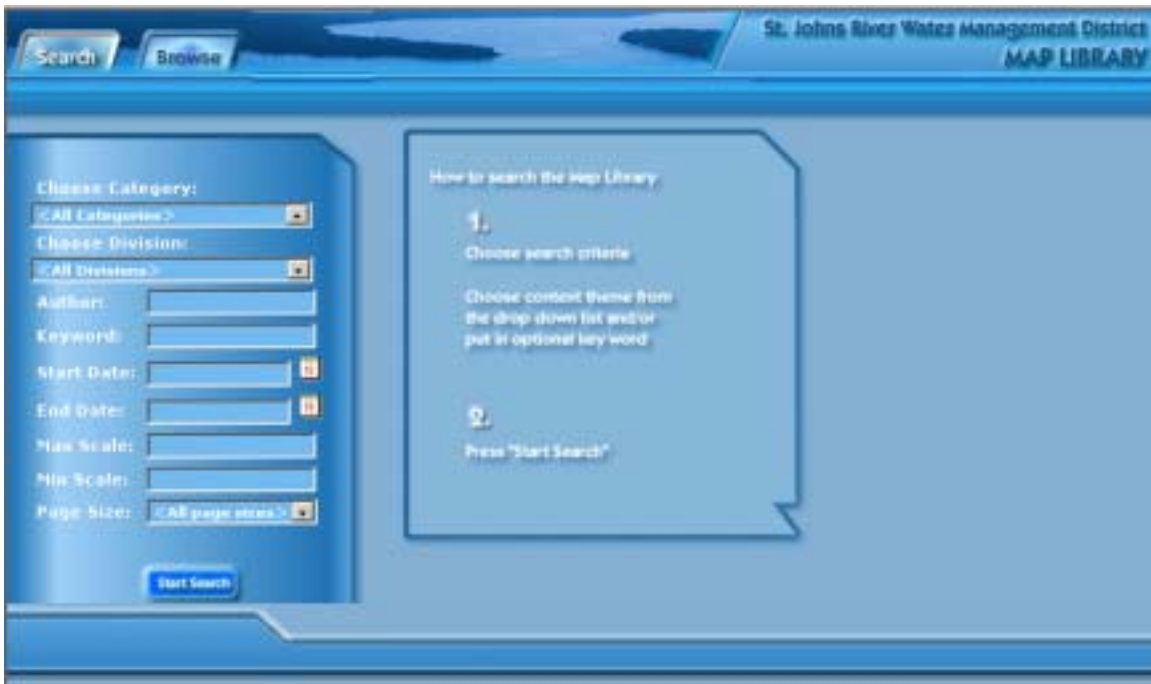 Search
Browse
St. Johns River Water Management District
MAP LIBRARY
Choose Category:
<All Categories>
Choose Division:
<All Divisions>
Author:
Keyword:
Start Date:
End Date:
Max Scale:
Min Scale:
Page Size:
<All page sizes>
Start Search
How to search the Map Library
1.
Choose search criteria
Choose content theme from
the drop down list and/or
put in optional key word
2.
Press "Start Search"